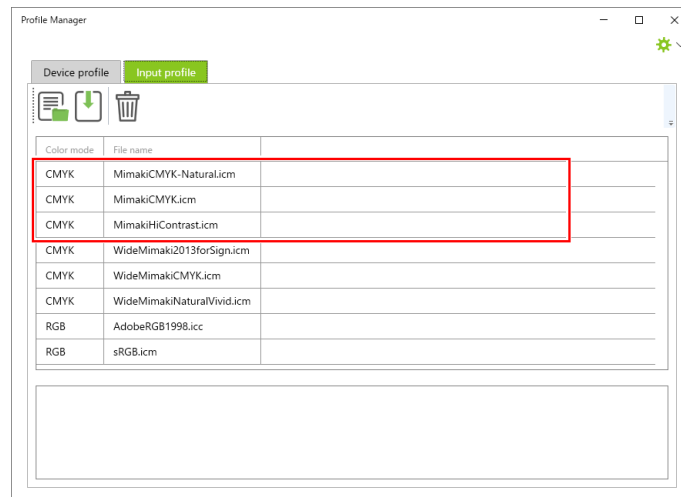 Profile Manager
Device profile Input profile
Color mode File name
CMYK MimakiCMYK-Natural.icm
CMYK MimakiCMYK.icm
CMYK MimakiHiContrast.icm
CMYK WideMimaki2013forSign.icm
CMYK WideMimakiCMYK.icm
CMYK WideMimakiNaturalVivid.icm
RGB AdobeRGB1998.icc
RGB sRGB.icm